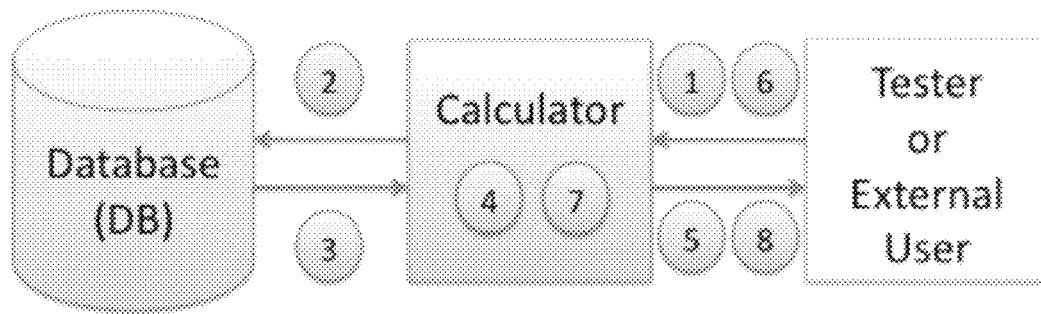 Database
(DB)
2
3
Calculator
4 7
1 6
5 8
Tester
or
External
User